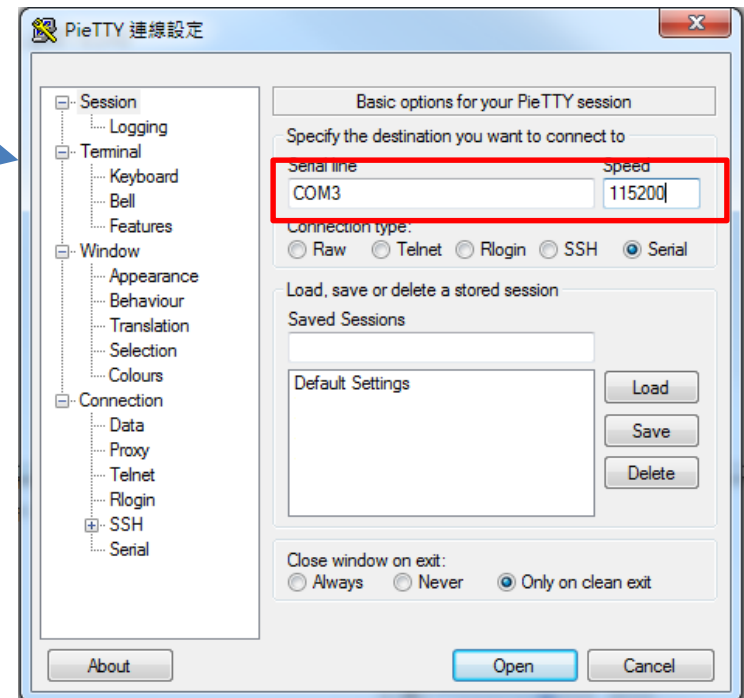 PieTTY 連線設定
Session
Logging
Terminal
Keyboard
Bell
Features
Window
Appearance
Behaviour
Translation
Selection
Colours
Connection
Data
Proxy
Telnet
Rlogin
SSH
Serial
Basic options for your PieTTY session
Specify the destination you want to connect to
Serial line Speed
COM3 115200
Connection type:
Raw Telnet Rlogin SSH Serial
Load, save or delete a stored session
Saved Sessions
Default Settings
Load
Save
Delete
Close window on exit:
Always Never Only on clean exit
About Open Cancel